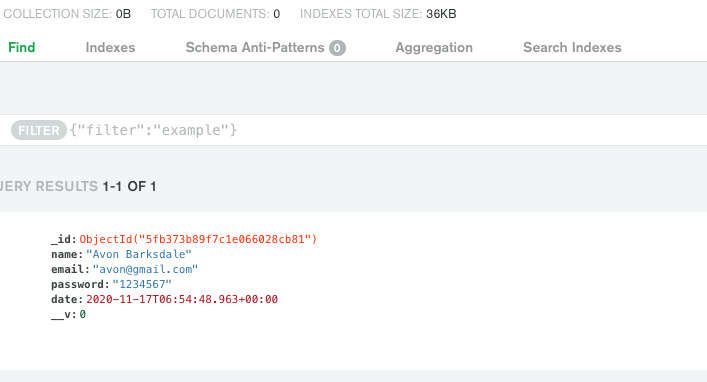 COLLECTION SIZE: 0B TOTAL DOCUMENTS: 0 INDEXES TOTAL SIZE: 36KB
Find Indexes Schema Anti-Patterns 0 Aggregation Search Indexes
FILTER {"filter":"example"}
UERY RESULTS 1-1 OF 1
_id: ObjectId("5fb373b89f7c1e066028cb81")
name: "Avon Barksdale"
email: "avon@gmail.com"
password: "1234567"
date: 2020-11-17T06:54:48.963+00:00
__v: 0